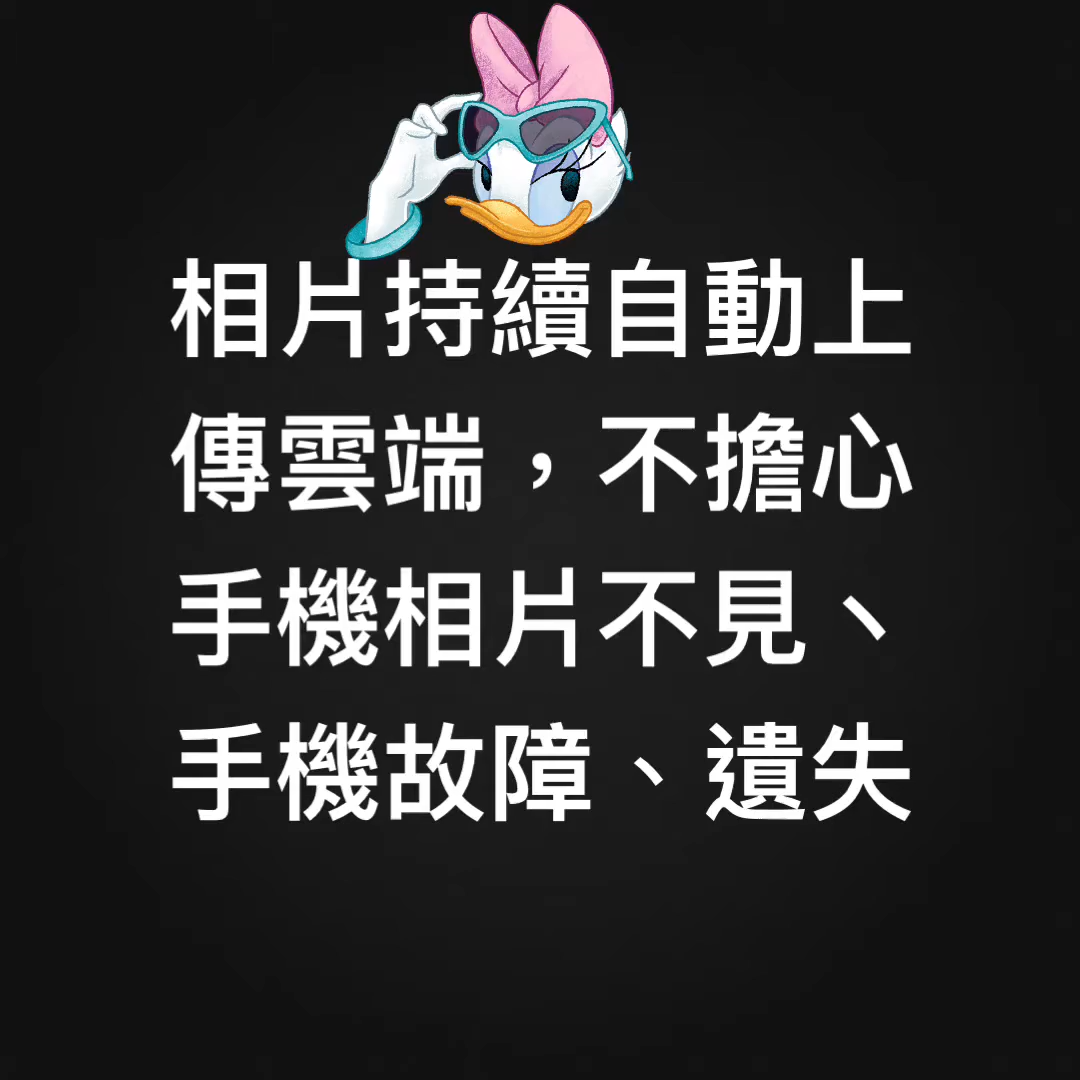 相片持續自動上
傳雲端，不擔心
手機相片不見、
手機故障、遺失